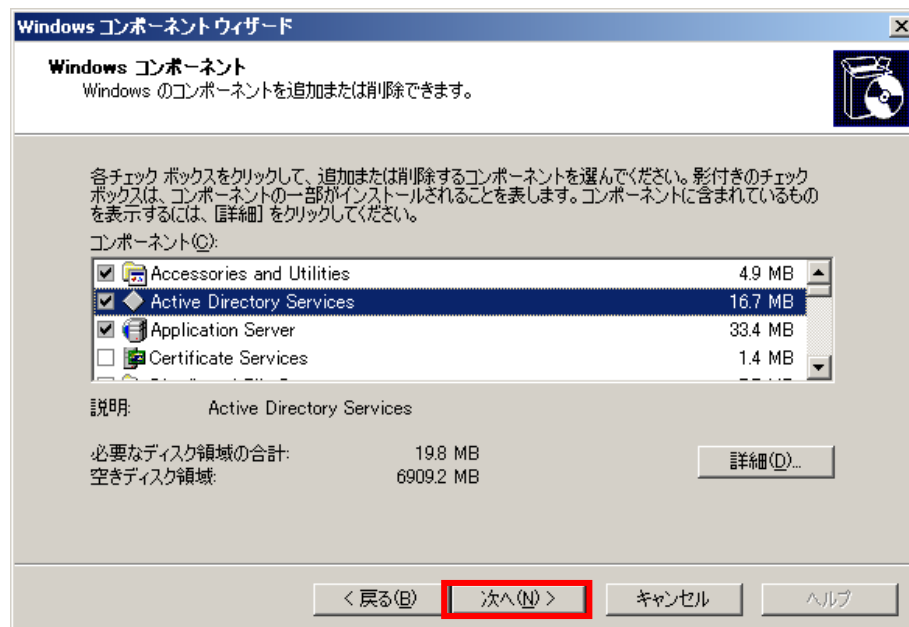 Windows コンポーネント ウィザード
Windows コンポーネント
Windows のコンポーネントを追加または削除できます。
各チェック ボックスをクリックして、追加または削除するコンポーネントを選んでください。影付きのチェック
ボックスは、コンポーネントの一部がインストールされることを表します。コンポーネントに含まれているもの
を表示するには、[詳細] をクリックしてください。
コンポーネント(C):
Accessories and Utilities 4.9 MB
Active Directory Services 16.7 MB
Application Server 33.4 MB
Certificate Services 1.4 MB
説明: Active Directory Services
必要なディスク領域の合計: 19.8 MB
空きディスク領域: 6909.2 MB
詳細(D)...
< 戻る(B) 次へ(N) > キャンセル ヘルプ